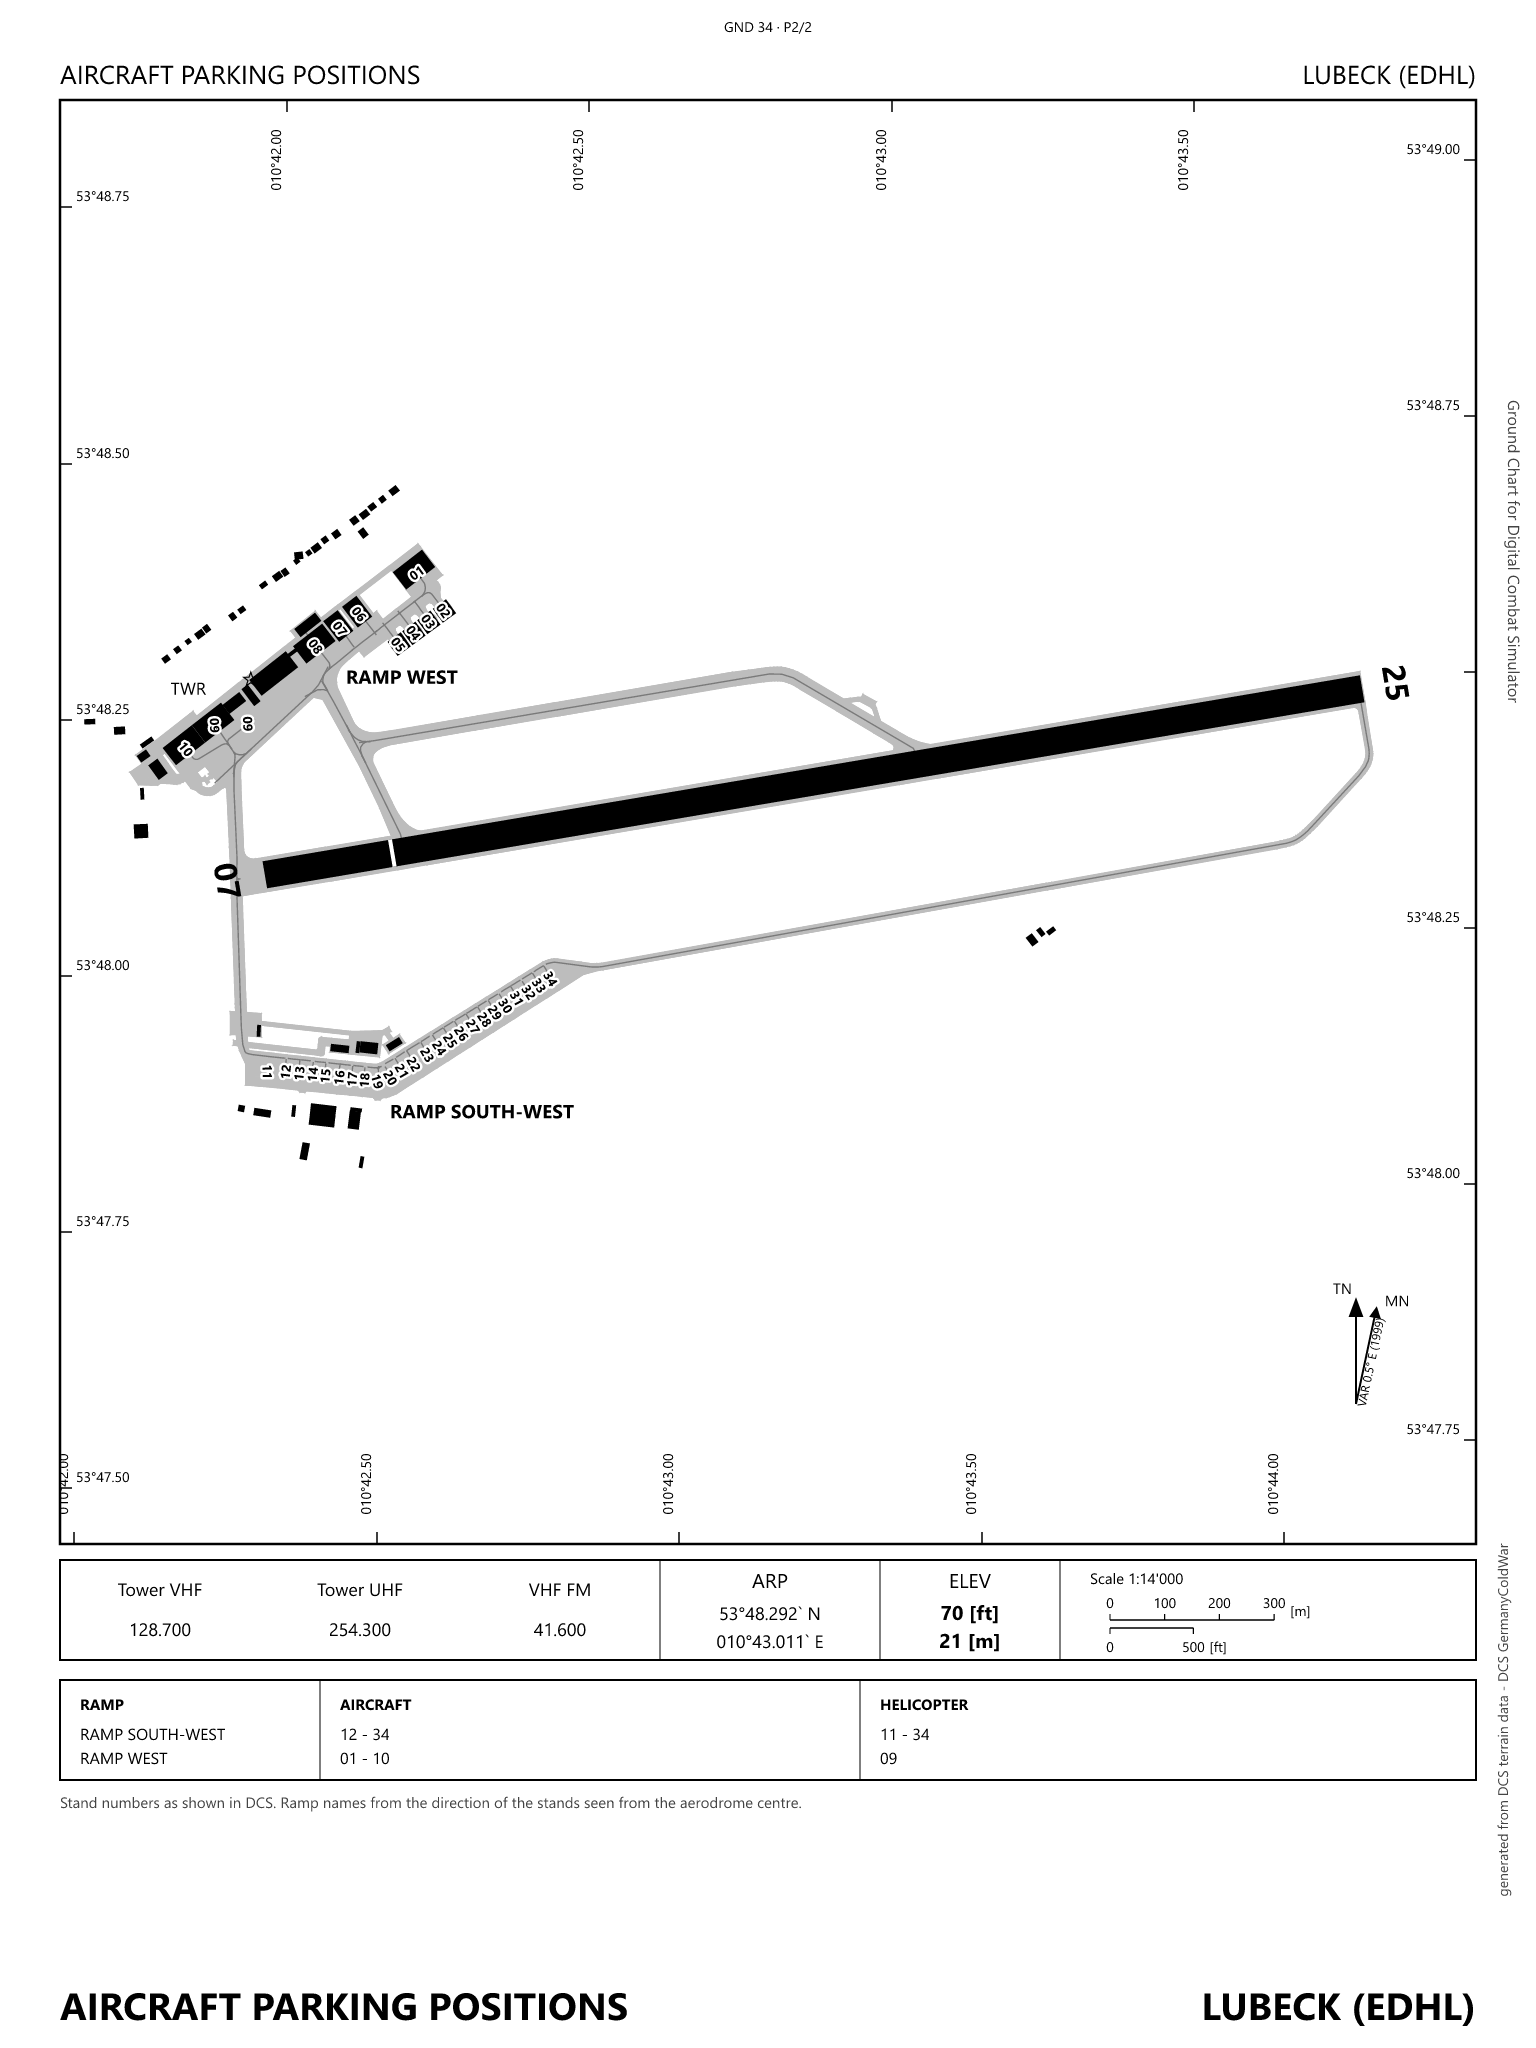 GND 34 · P2/2
AIRCRAFT PARKING POSITIONS
LUBECK (EDHL)
010°42.00
010°42.50
010°43.00
010°43.50
53°49.00
53°48.75
53°48.75
53°48.50
01
02
03
04
05
06
07
08
RAMP WEST
TWR
09
09
10
25
53°48.25
07
53°48.25
53°48.00
34
33
32
31
30
29
28
27
26
25
24
23
22
21
20
19
18
17
16
15
14
13
12
11
RAMP SOUTH-WEST
53°48.00
53°47.75
TN
MN
VAR 0.5° E (1999)
53°47.75
53°47.50
010°42.00
010°42.50
010°43.00
010°43.50
010°44.00
Ground Chart for Digital Combat Simulator
generated from DCS terrain data - DCS GermanyColdWar
Tower VHF
128.700
Tower UHF
254.300
VHF FM
41.600
ARP
53°48.292` N
010°43.011` E
ELEV
70 [ft]
21 [m]
Scale 1:14'000
0 100 200 300 [m]
0 500 [ft]
RAMP AIRCRAFT HELICOPTER
RAMP SOUTH-WEST 12 - 34 11 - 34
RAMP WEST 01 - 10 09
Stand numbers as shown in DCS. Ramp names from the direction of the stands seen from the aerodrome centre.
AIRCRAFT PARKING POSITIONS
LUBECK (EDHL)